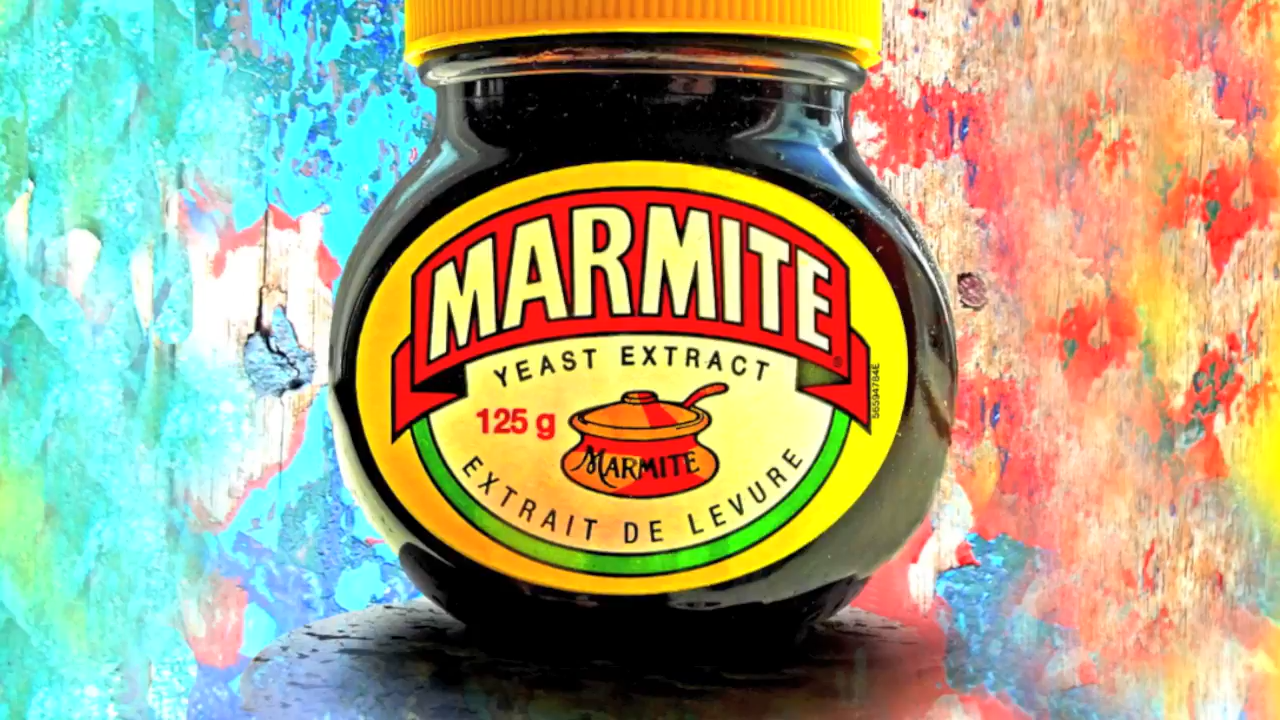 MARMITE
YEAST EXTRACT
125 g
MARMITE
EXTRAIT DE LEVURE